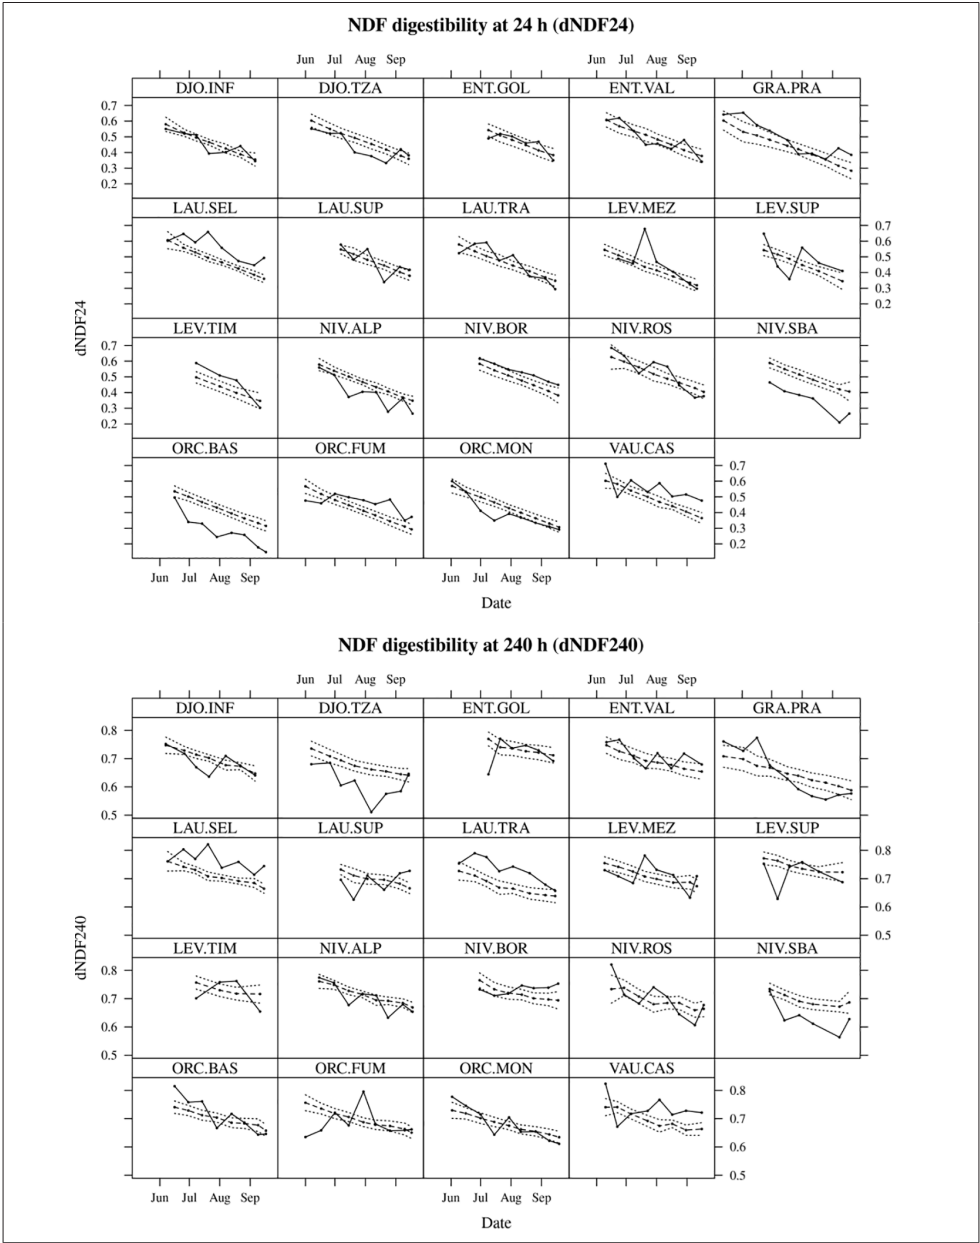 NDF digestibility at 24 h (dNDF24)
Jun Jul Aug Sep Jun Jul Aug Sep
DJO.INF DJO.TZA ENT.GOL ENT.VAL GRA.PRA
0.7
0.6
0.5
0.4
0.3
0.2
LAU.SEL LAU.SUP LAU.TRA LEV.MEZ LEV.SUP
0.7
0.6
0.5
0.4
0.3
0.2
dNDF24
LEV.TIM NIV.ALP NIV.BOR NIV.ROS NIV.SBA
0.7
0.6
0.5
0.4
0.3
0.2
ORC.BAS ORC.FUM ORC.MON VAU.CAS
0.7
0.6
0.5
0.4
0.3
0.2
Jun Jul Aug Sep Jun Jul Aug Sep
Date
NDF digestibility at 240 h (dNDF240)
Jun Jul Aug Sep Jun Jul Aug Sep
DJO.INF DJO.TZA ENT.GOL ENT.VAL GRA.PRA
0.8
0.7
0.6
0.5
LAU.SEL LAU.SUP LAU.TRA LEV.MEZ LEV.SUP
0.8
0.7
0.6
0.5
dNDF240
LEV.TIM NIV.ALP NIV.BOR NIV.ROS NIV.SBA
0.8
0.7
0.6
0.5
ORC.BAS ORC.FUM ORC.MON VAU.CAS
0.8
0.7
0.6
0.5
Jun Jul Aug Sep Jun Jul Aug Sep
Date